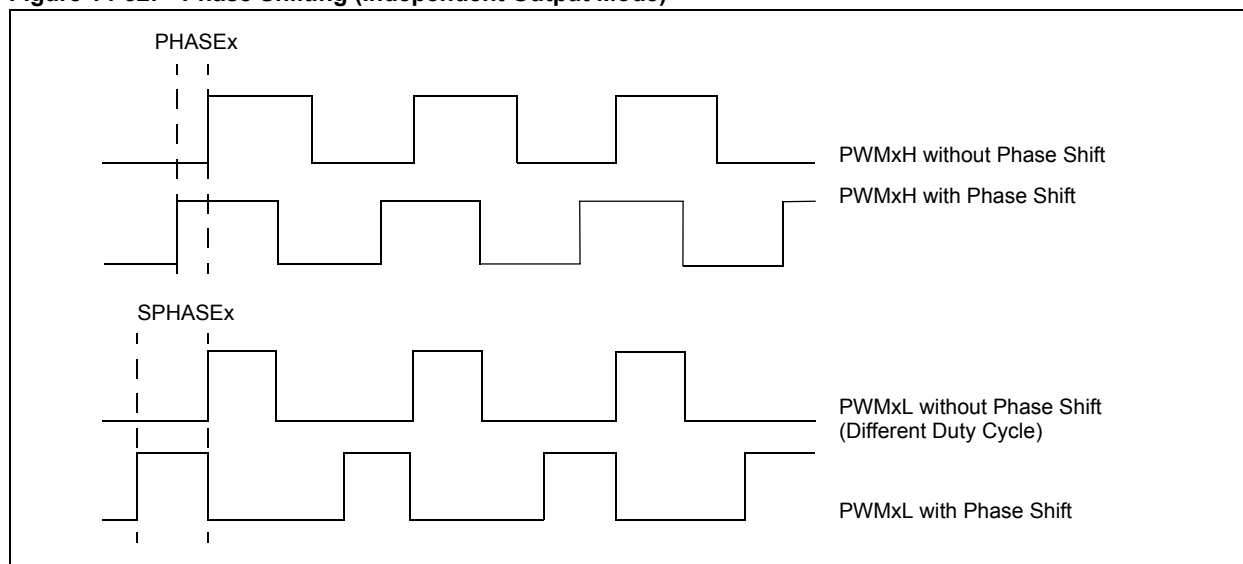 PHASEx
PWMxH without Phase Shift
PWMxH with Phase Shift
SPHASEx
PWMxL without Phase Shift
(Different Duty Cycle)
PWMxL with Phase Shift